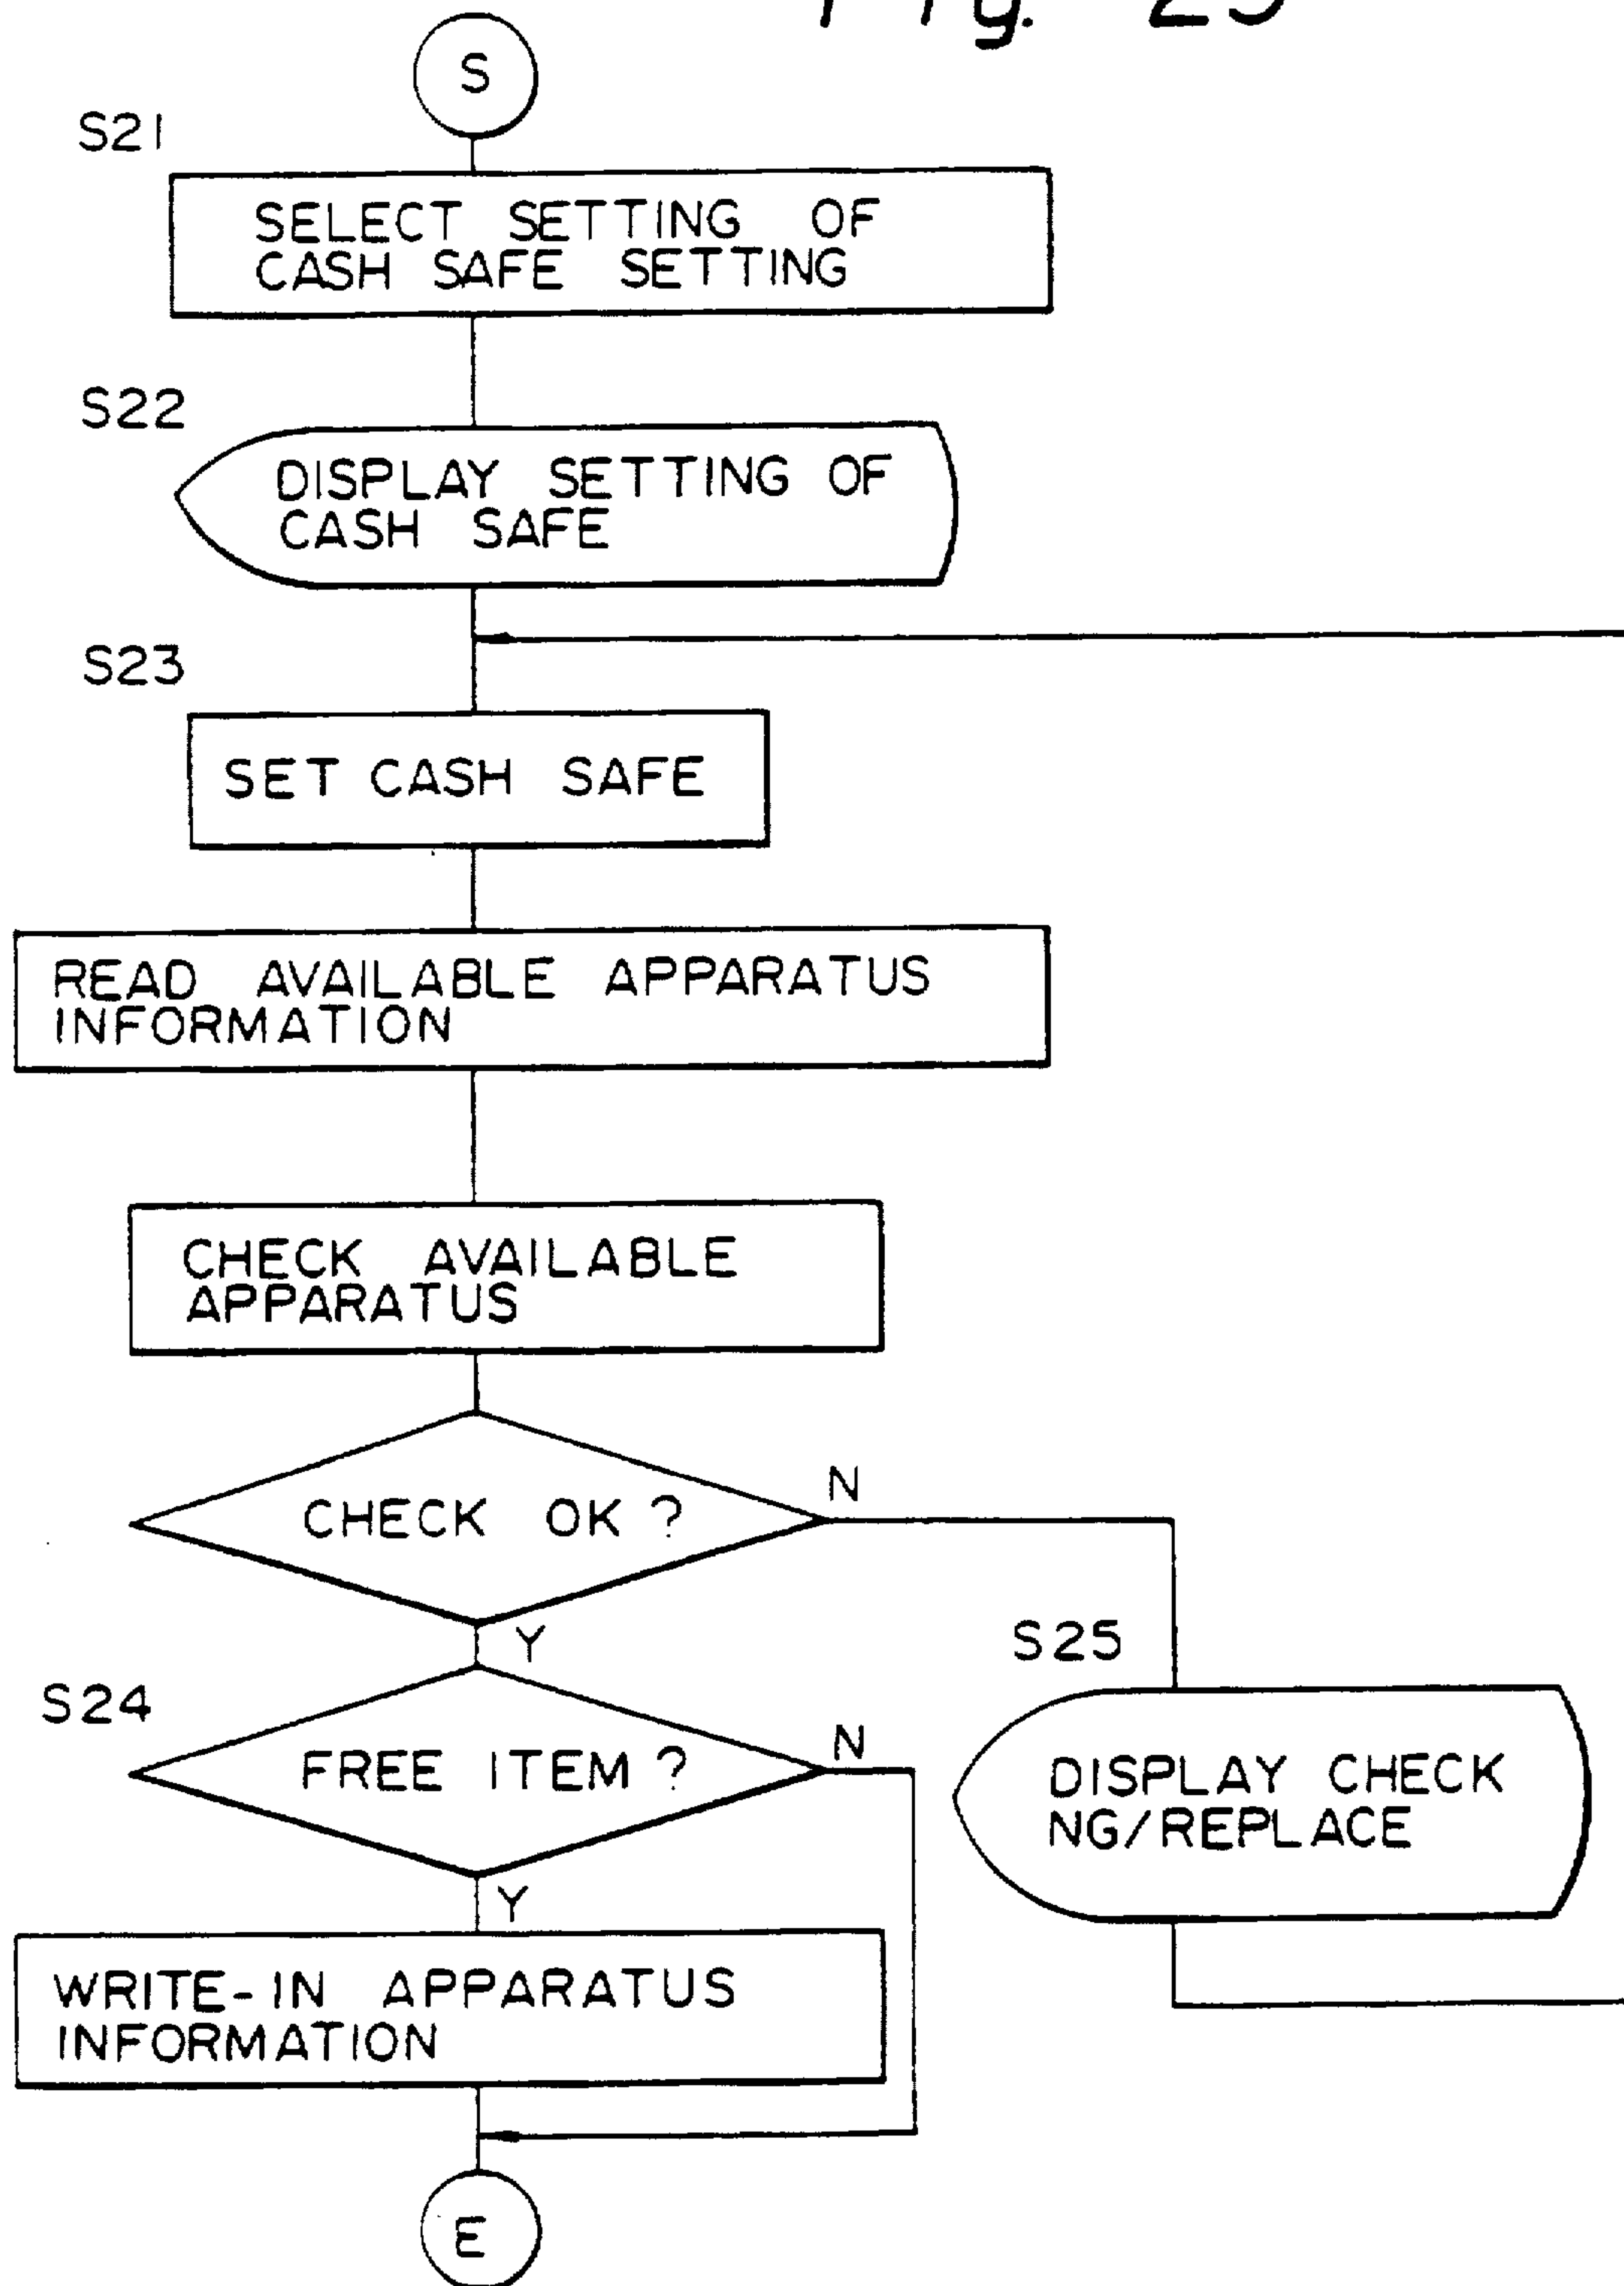 Fig. 25
S
S21
SELECT SETTING OF
CASH SAFE SETTING
S22
DISPLAY SETTING OF
CASH SAFE
S23
SET CASH SAFE
READ AVAILABLE APPARATUS
INFORMATION
CHECK AVAILABLE
APPARATUS
CHECK OK ?
N
Y
S25
S24
FREE ITEM ?
N
DISPLAY CHECK
NG/REPLACE
Y
WRITE-IN APPARATUS
INFORMATION
E